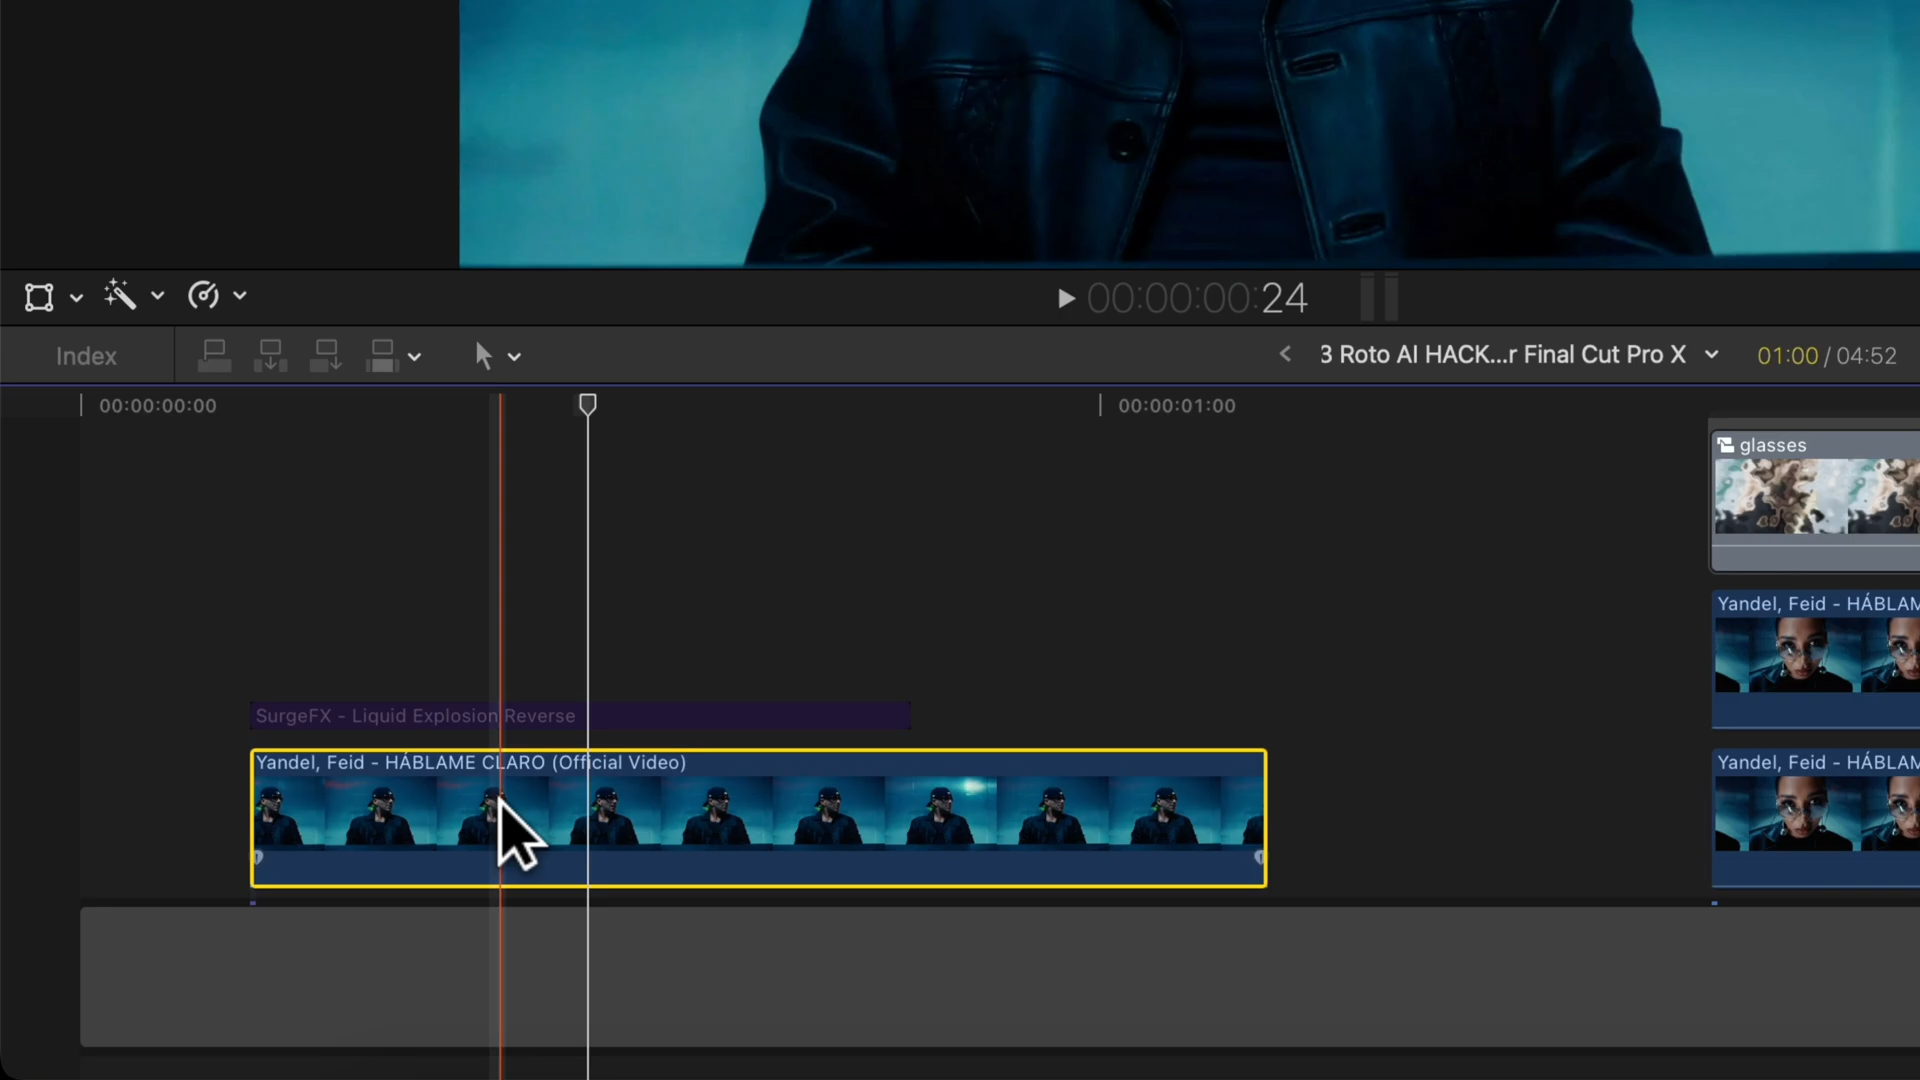 00:00:00:24
Index
3 Roto AI HACK...r Final Cut Pro X
01:00 / 04:52
00:00:00:00
00:00:01:00
glasses
Yandel, Feid - HÁBLAM
SurgeFX - Liquid Explosion Reverse
Yandel, Feid - HÁBLAME CLARO (Official Video)
Yandel, Feid - HÁBLAM